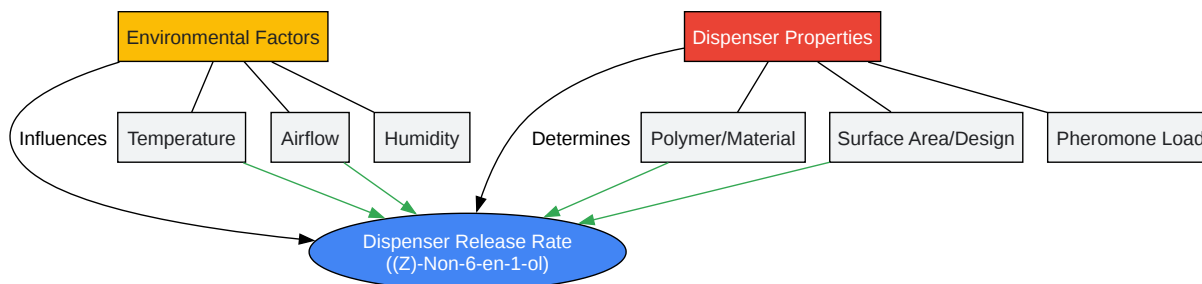 Environmental Factors
Dispenser Properties
Influences
Temperature
Airflow
Humidity
Determines
Polymer/Material
Surface Area/Design
Pheromone Load
Dispenser Release Rate
((Z)-Non-6-en-1-ol)